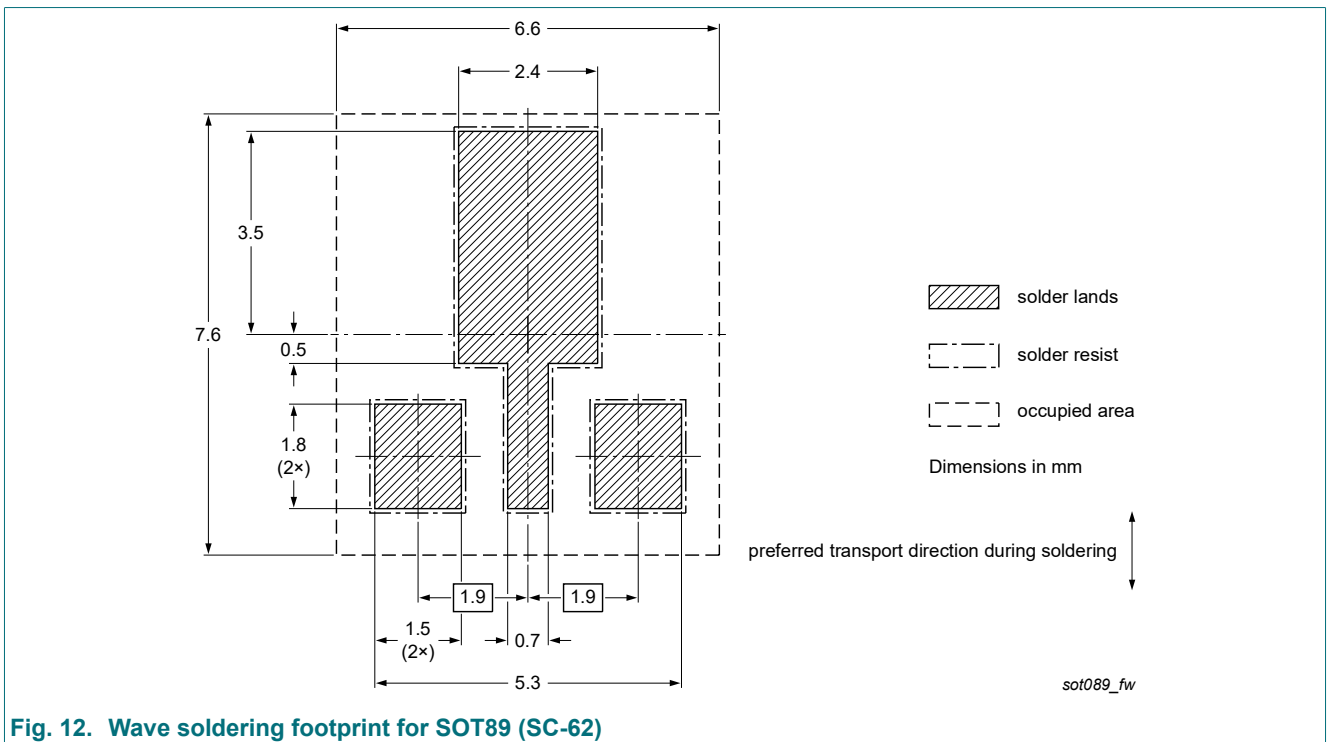 6.6
2.4
3.5
7.6
0.5
solder lands
solder resist
occupied area
1.8
(2×)
Dimensions in mm
preferred transport direction during soldering
1.9
1.9
1.5
(2×)
0.7
5.3
sot089_fw
Fig. 12. Wave soldering footprint for SOT89 (SC-62)